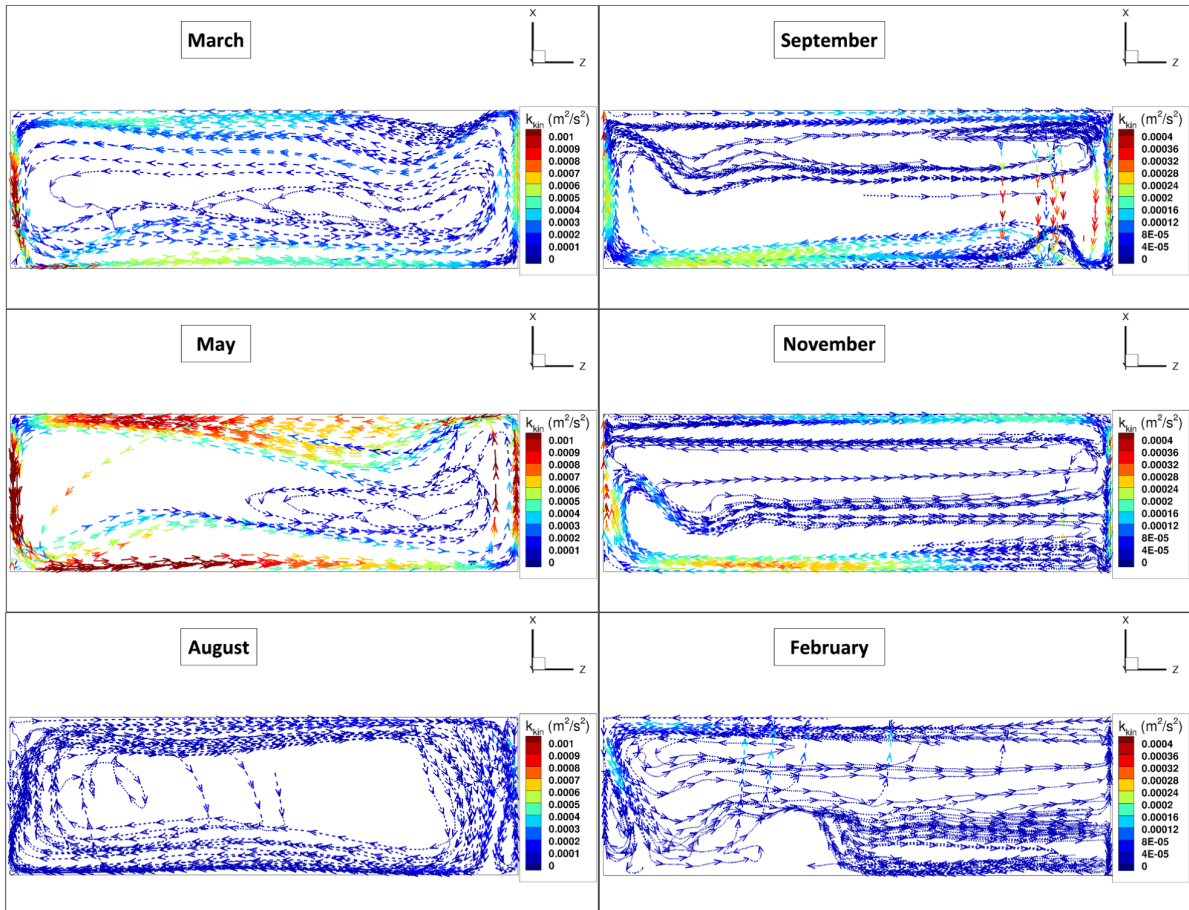 March
X
Z
k_kin (m²/s²)
0.001
0.0009
0.0008
0.0007
0.0006
0.0005
0.0004
0.0003
0.0002
0.0001
0
September
X
Z
k_kin (m²/s²)
0.0004
0.00036
0.00032
0.00028
0.00024
0.0002
0.00016
0.00012
8E-05
4E-05
0
May
X
Z
k_kin (m²/s²)
0.001
0.0009
0.0008
0.0007
0.0006
0.0005
0.0004
0.0003
0.0002
0.0001
0
November
X
Z
k_kin (m²/s²)
0.0004
0.00036
0.00032
0.00028
0.00024
0.0002
0.00016
0.00012
8E-05
4E-05
0
August
X
Z
k_kin (m²/s²)
0.001
0.0009
0.0008
0.0007
0.0006
0.0005
0.0004
0.0003
0.0002
0.0001
0
February
X
Z
k_kin (m²/s²)
0.0004
0.00036
0.00032
0.00028
0.00024
0.0002
0.00016
0.00012
8E-05
4E-05
0